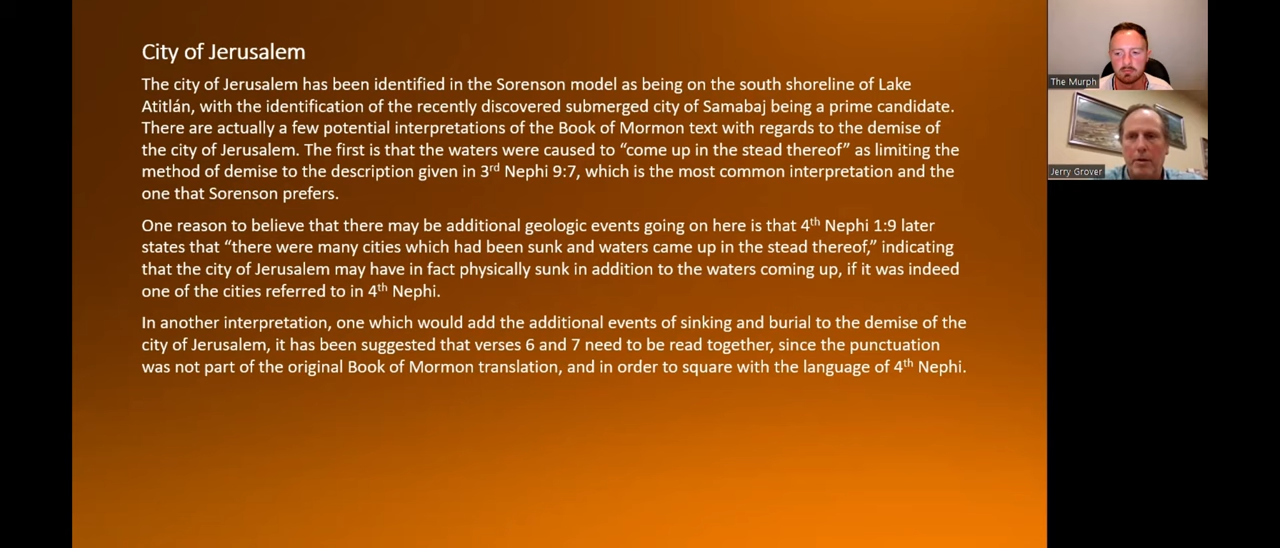 City of Jerusalem
The city of Jerusalem has been identified in the Sorenson model as being on the south shoreline of Lake
Atitlán, with the identification of the recently discovered submerged city of Samabaj being a prime candidate.
There are actually a few potential interpretations of the Book of Mormon text with regards to the demise of
the city of Jerusalem. The first is that the waters were caused to “come up in the stead thereof” as limiting the
method of demise to the description given in 3rd Nephi 9:7, which is the most common interpretation and the
one that Sorenson prefers.
One reason to believe that there may be additional geologic events going on here is that 4th Nephi 1:9 later
states that “there were many cities which had been sunk and waters came up in the stead thereof,” indicating
that the city of Jerusalem may have in fact physically sunk in addition to the waters coming up, if it was indeed
one of the cities referred to in 4th Nephi.
In another interpretation, one which would add the additional events of sinking and burial to the demise of the
city of Jerusalem, it has been suggested that verses 6 and 7 need to be read together, since the punctuation
was not part of the original Book of Mormon translation, and in order to square with the language of 4th Nephi.
The Murph
Jerry Grover